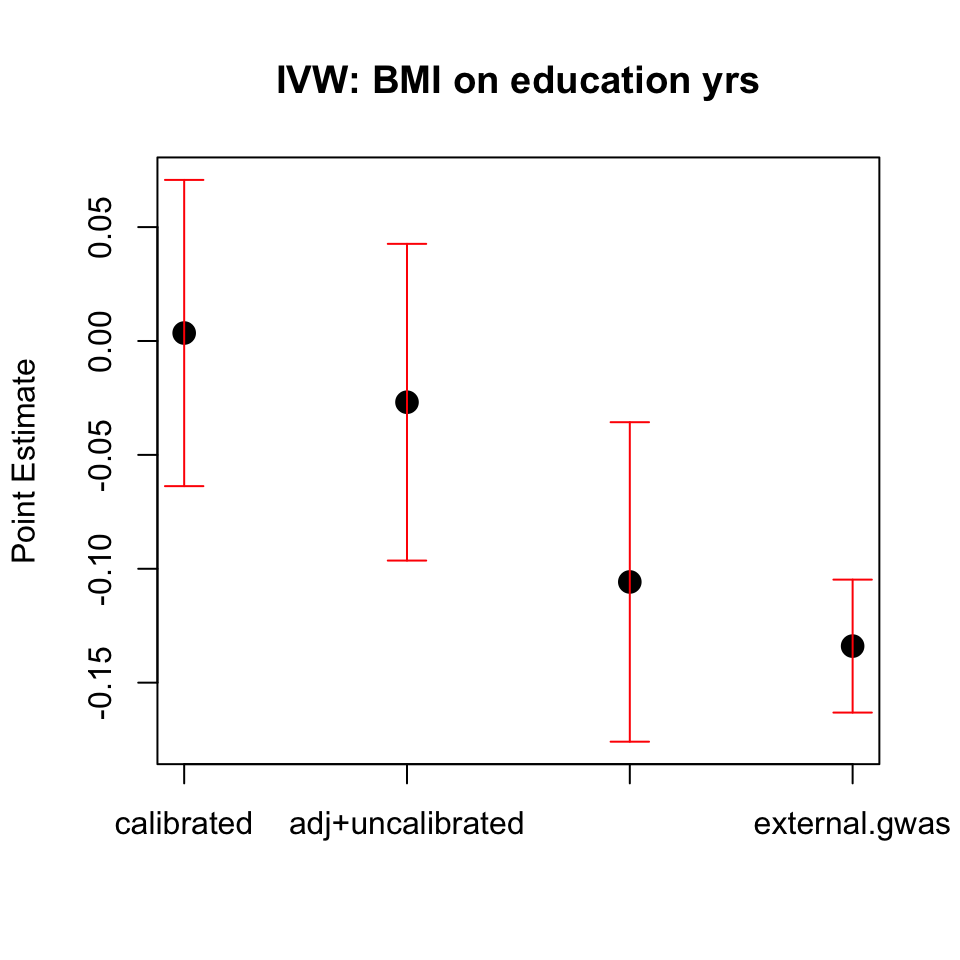 IVW: BMI on education yrs
Point Estimate
0.05
0.00
-0.05
-0.10
-0.15
calibrated adj+uncalibrated external.gwas